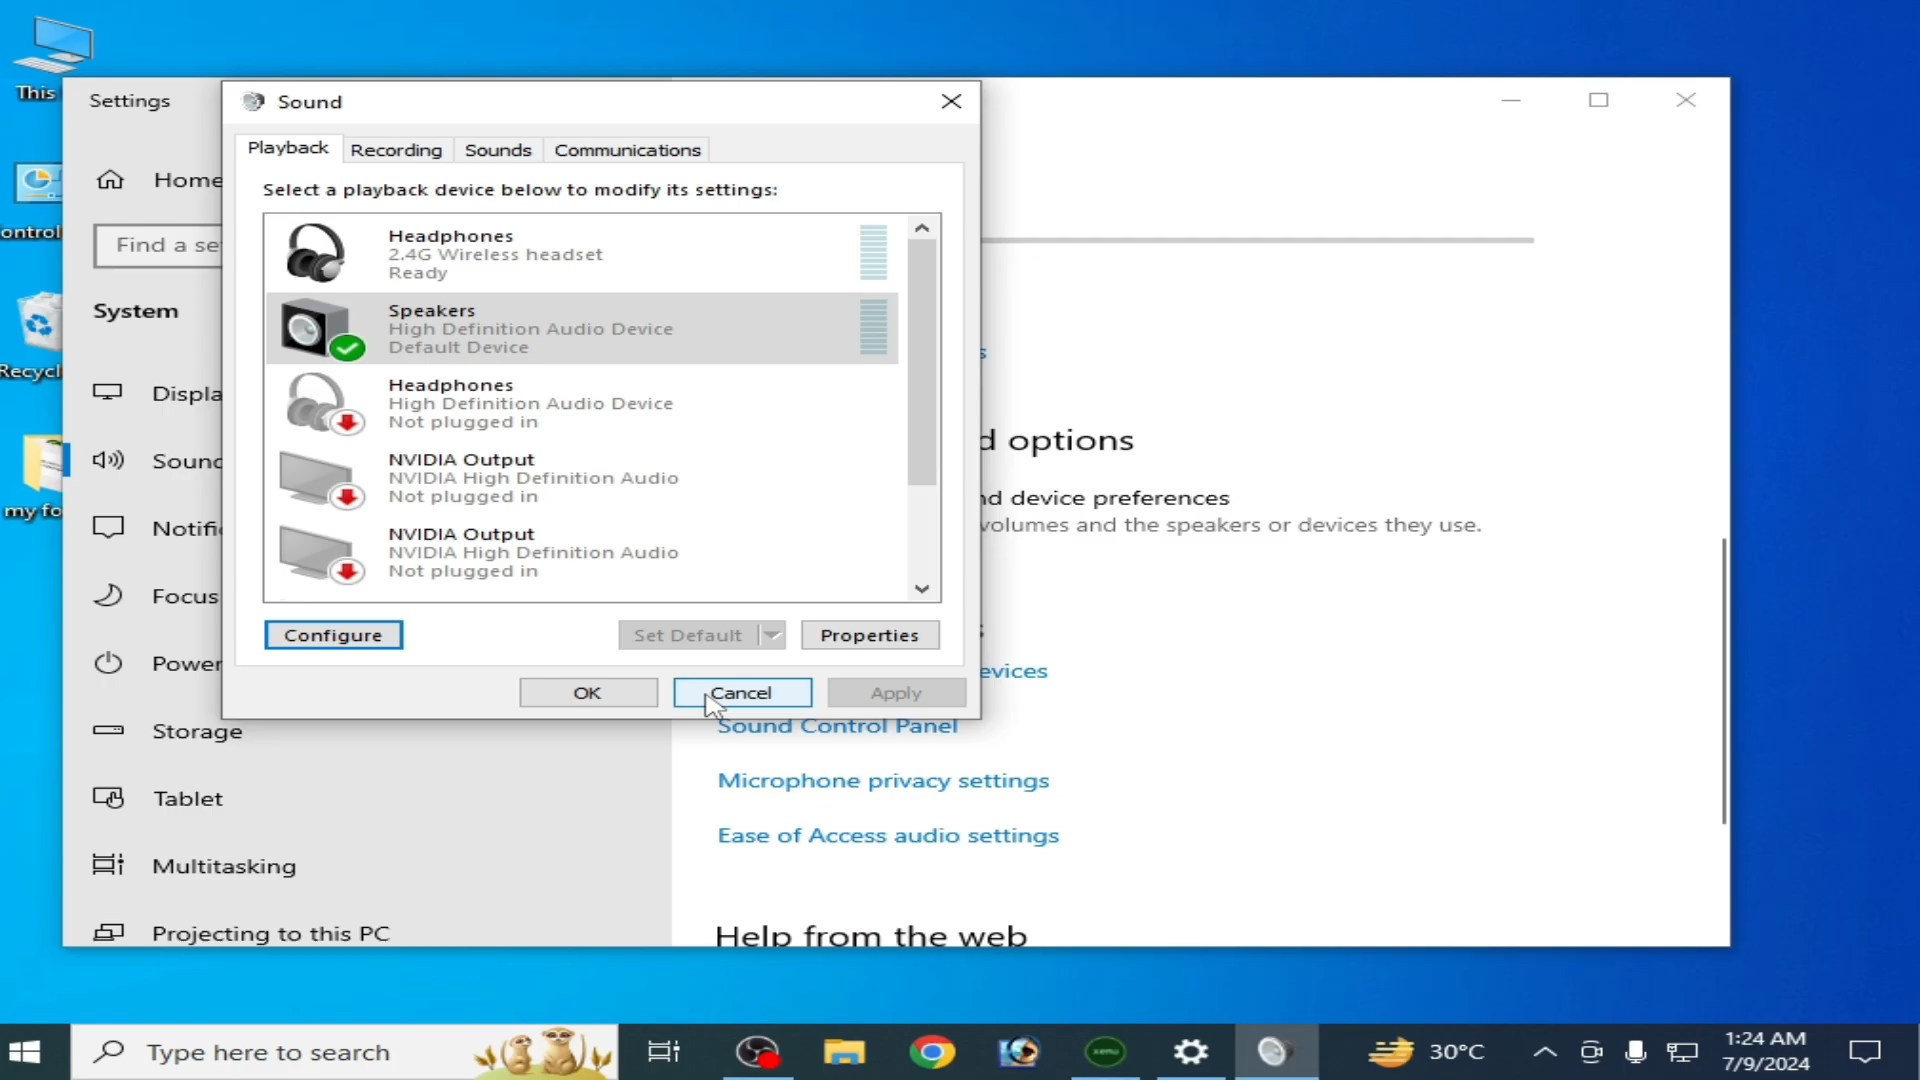 This
ontrol
Recycl
my fo
Settings
Home
Find a se
System
Displa
Sound
Notific
Focus
Power
Storage
Tablet
Multitasking
Projecting to this PC
Sound
Playback
Recording
Sounds
Communications
Select a playback device below to modify its settings:
Headphones
2.4G Wireless headset
Ready
Speakers
High Definition Audio Device
Default Device
Headphones
High Definition Audio Device
Not plugged in
NVIDIA Output
NVIDIA High Definition Audio
Not plugged in
NVIDIA Output
NVIDIA High Definition Audio
Not plugged in
Configure
Set Default
Properties
OK
Cancel
Apply
s
d options
nd device preferences
volumes and the speakers or devices they use.
s
evices
Sound Control Panel
Microphone privacy settings
Ease of Access audio settings
Help from the web
Type here to search
xemu
30°C
1:24 AM
7/9/2024